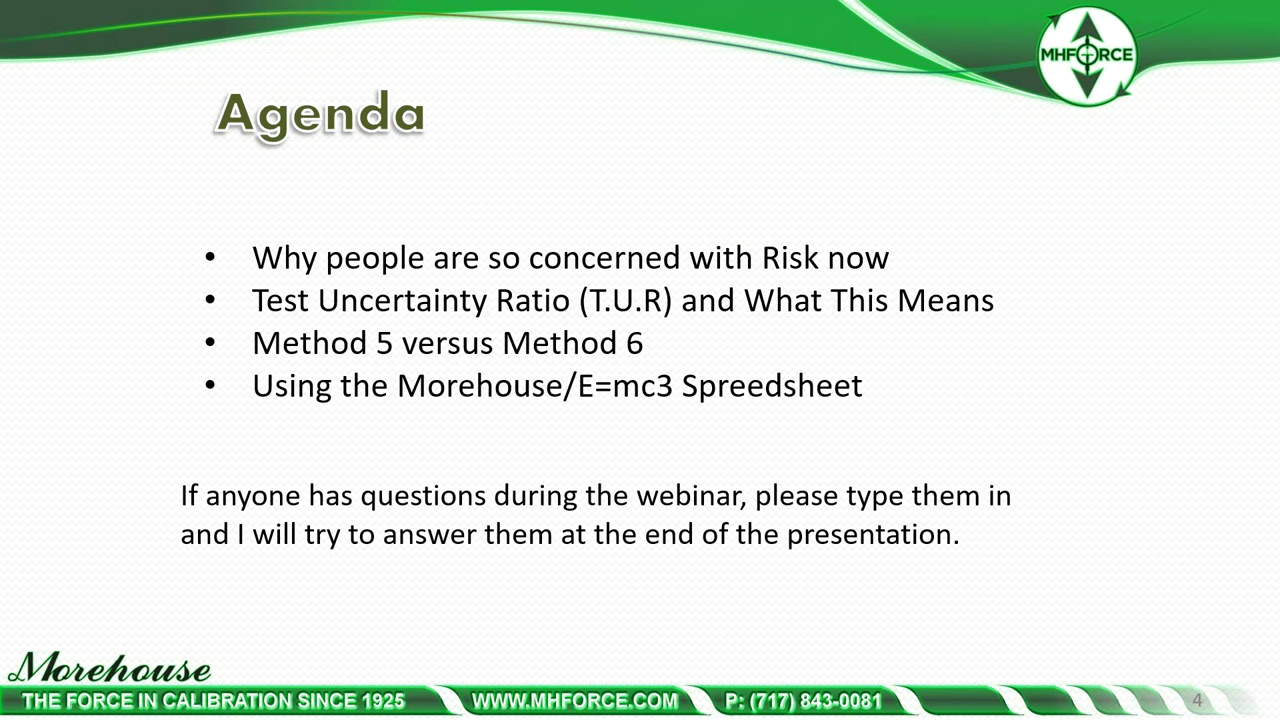 MHFORCE
Agenda
• Why people are so concerned with Risk now
• Test Uncertainty Ratio (T.U.R) and What This Means
• Method 5 versus Method 6
• Using the Morehouse/E=mc3 Spreedsheet
If anyone has questions during the webinar, please type them in
and I will try to answer them at the end of the presentation.
Morehouse
THE FORCE IN CALIBRATION SINCE 1925 WWW.MHFORCE.COM P: (717) 843-0081 4